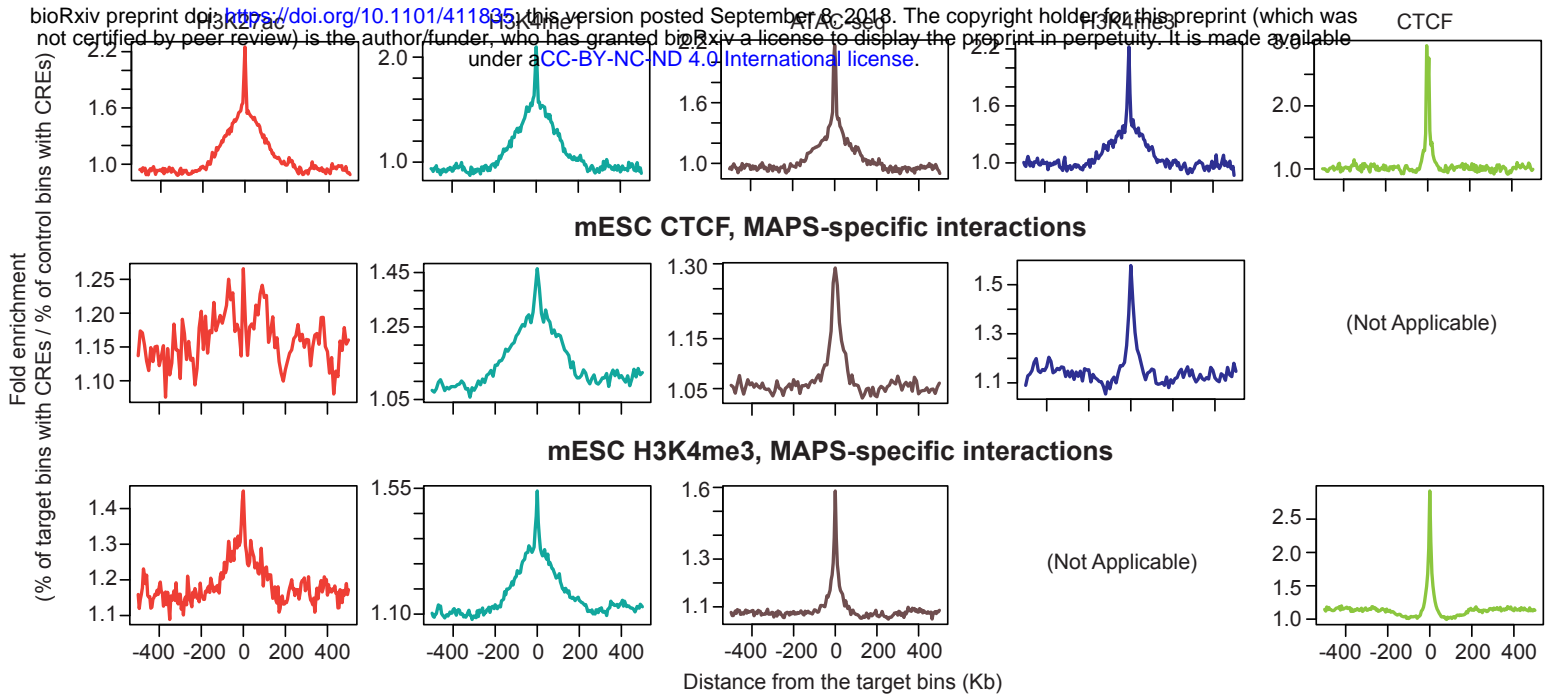 bioRxiv preprint doi: https://doi.org/10.1101/411835; this version posted September 8, 2018. The copyright holder for this preprint (which was
not certified by peer review) is the author/funder, who has granted bioRxiv a license to display the preprint in perpetuity. It is made available
under aCC-BY-NC-ND 4.0 International license.
H3K27ac H3K4me1 ATAC-seq H3K4me3 CTCF
Fold enrichment
(% of target bins with CREs / % of control bins with CREs)
2.2 2.0 2.2 2.2 3.0
1.6 1.6 1.6 2.0
1.0 1.0 1.0 1.0 1.0
mESC CTCF, MAPS-specific interactions
1.25 1.45 1.30 1.5
1.20 1.25 1.15 1.3 (Not Applicable)
1.15
1.10 1.05 1.05 1.1
mESC H3K4me3, MAPS-specific interactions
1.4 1.55 1.6 2.5
1.3 1.3 (Not Applicable) 2.0
1.2 1.5
1.1 1.10 1.1 1.0
-400 -200 0 200 400 -400 -200 0 200 400 -400 -200 0 200 400 -400 -200 0 200 400
Distance from the target bins (Kb)